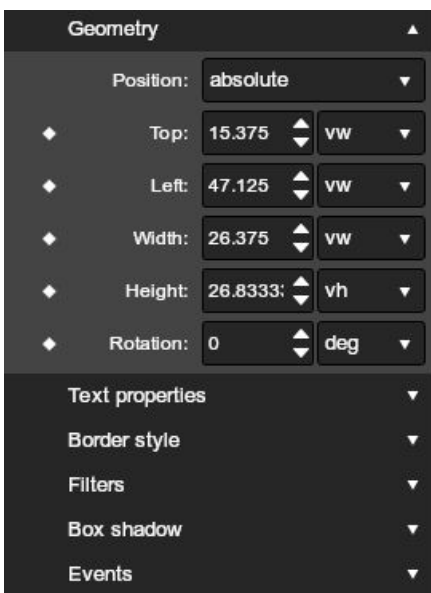 Geometry
Position: absolute
Top: 15.375 vw
Left: 47.125 vw
Width: 26.375 vw
Height: 26.8333 vh
Rotation: 0 deg
Text properties
Border style
Filters
Box shadow
Events